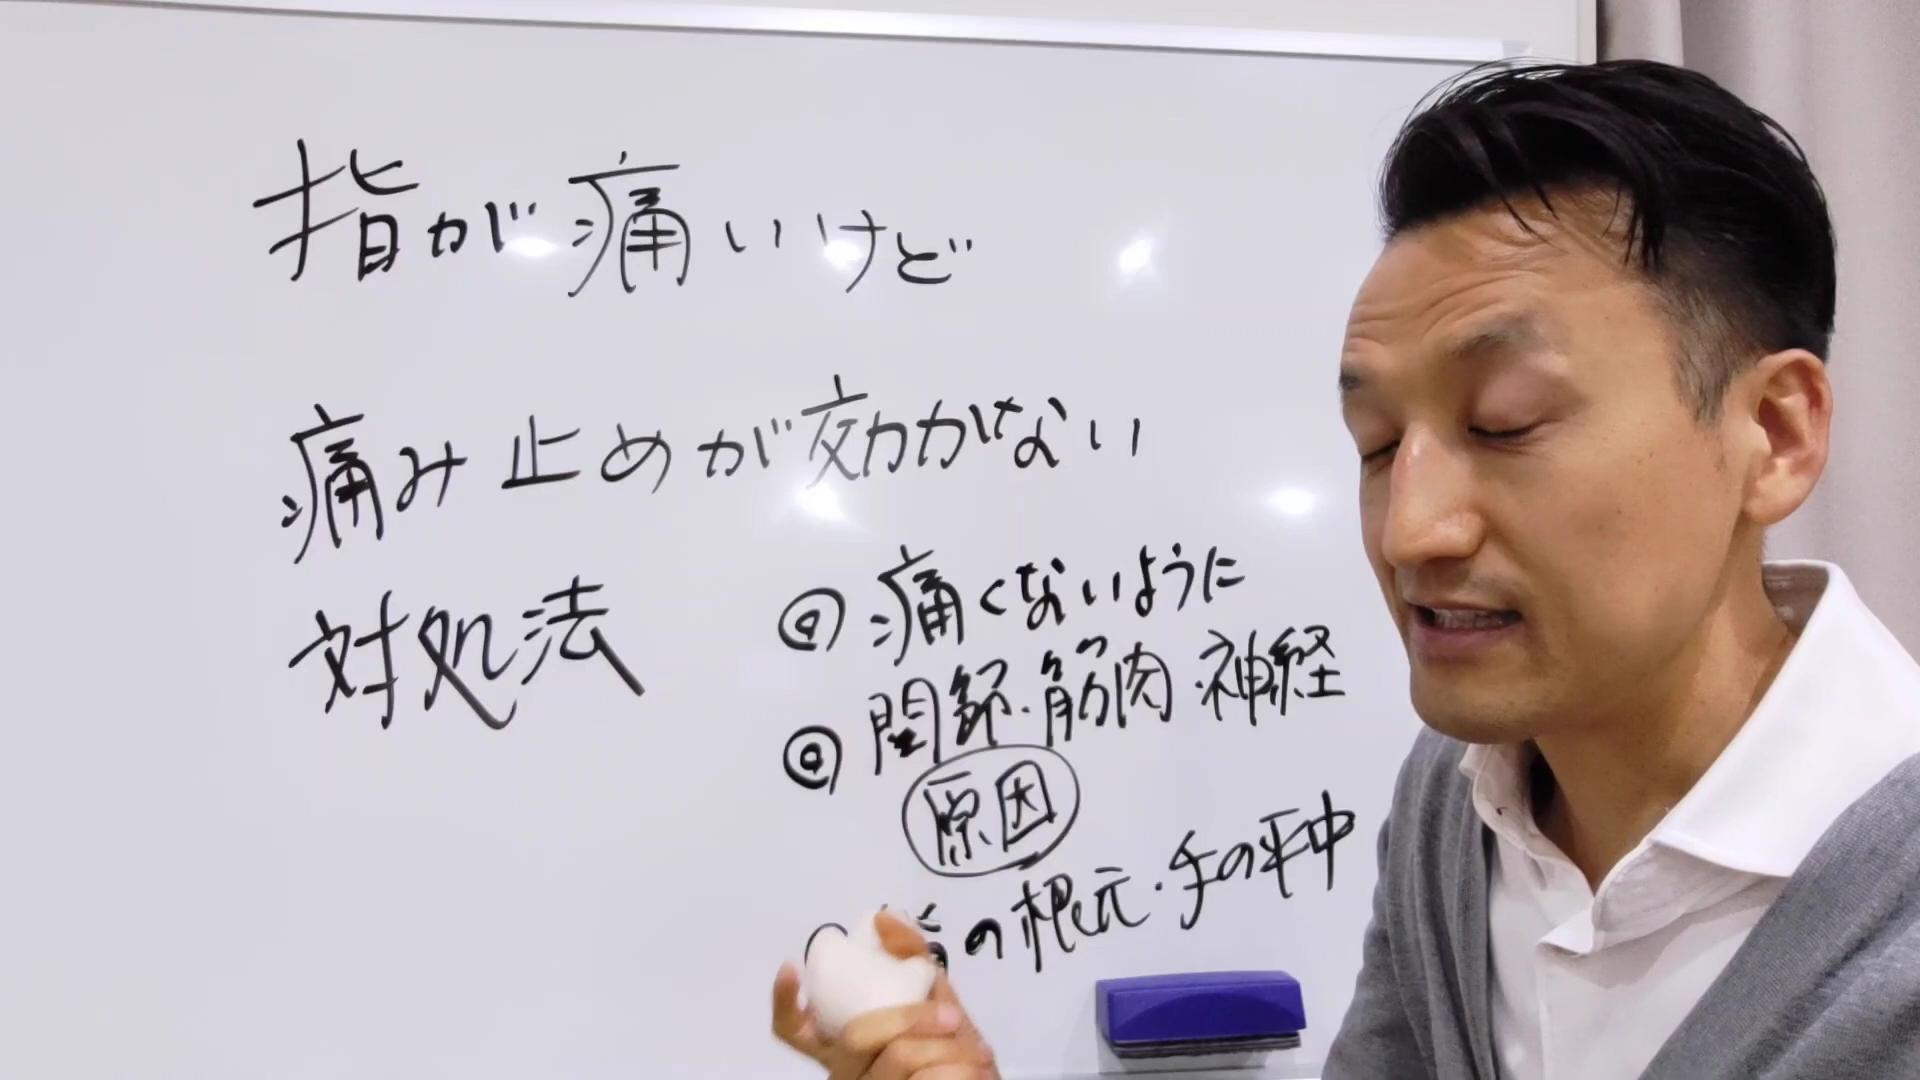 指が痛いけど
痛み止めが効かない
対処法
◎痛くないように
◎関節・筋肉・神経
原因
の根元・手の平中